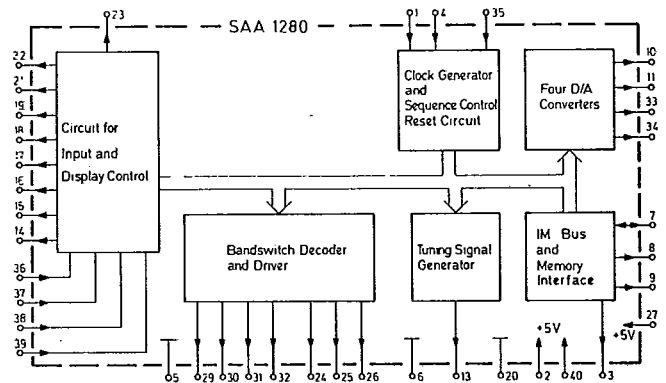 23
SAA 1280
1
4
35
22
21
19
18
17
16
15
14
36
37
38
39
Circuit for
Input and
Display Control
Clock Generator
and
Sequence Control
Reset Circuit
Four D/A
Converters
10
11
33
34
Bandswitch Decoder
and Driver
Tuning Signal
Generator
IM Bus
and
Memory
Interface
7
8
9
27
+5V
+5V
5
29
30
31
32
24
25
26
6
13
20
2
40
3